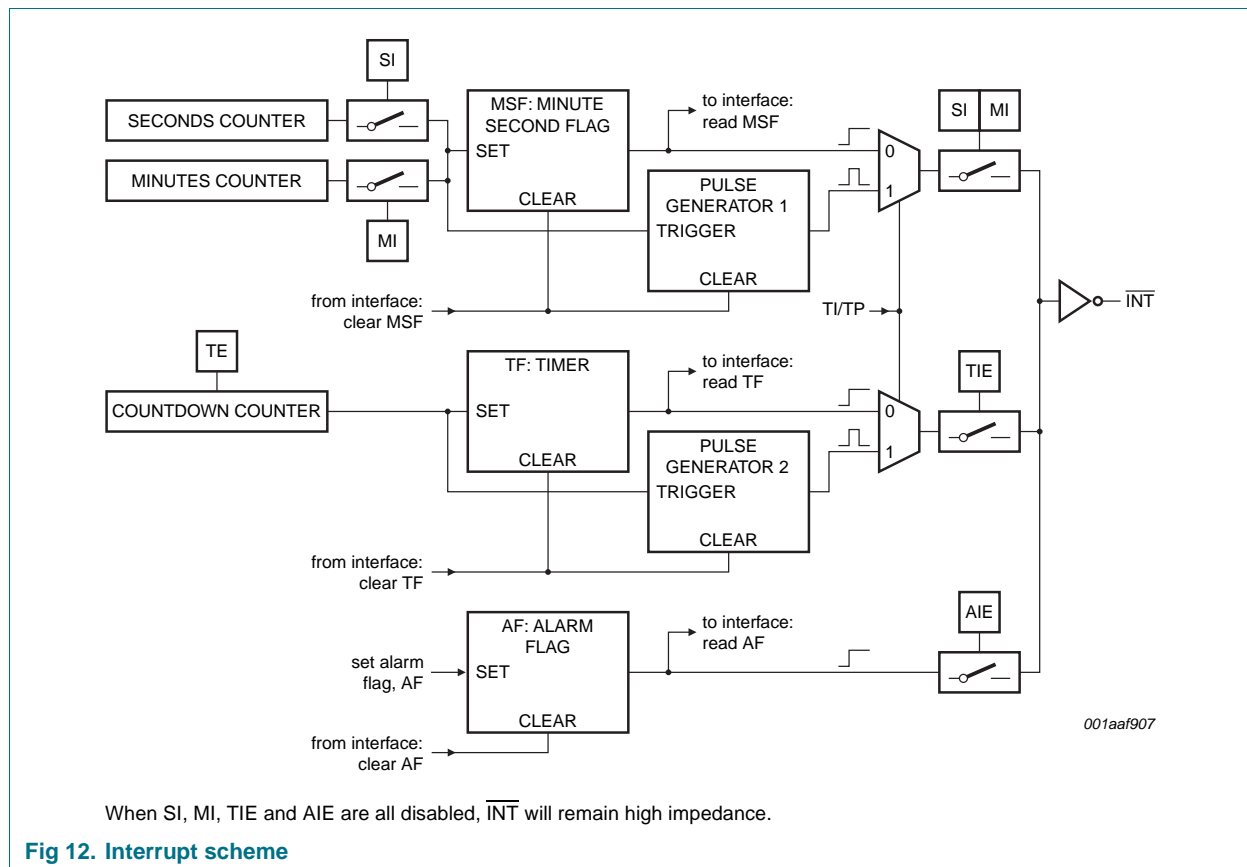 SI
SECONDS COUNTER
MINUTES COUNTER
MI
MSF: MINUTE
SECOND FLAG
SET
CLEAR
to interface:
read MSF
PULSE
GENERATOR 1
TRIGGER
CLEAR
0
1
SI MI
from interface:
clear MSF
TI/TP
INT
TE
COUNTDOWN COUNTER
TF: TIMER
SET
CLEAR
to interface:
read TF
PULSE
GENERATOR 2
TRIGGER
CLEAR
0
1
TIE
from interface:
clear TF
AF: ALARM
FLAG
SET
CLEAR
to interface:
read AF
AIE
set alarm
flag, AF
from interface:
clear AF
001aaf907
When SI, MI, TIE and AIE are all disabled, INT will remain high impedance.
Fig 12. Interrupt scheme